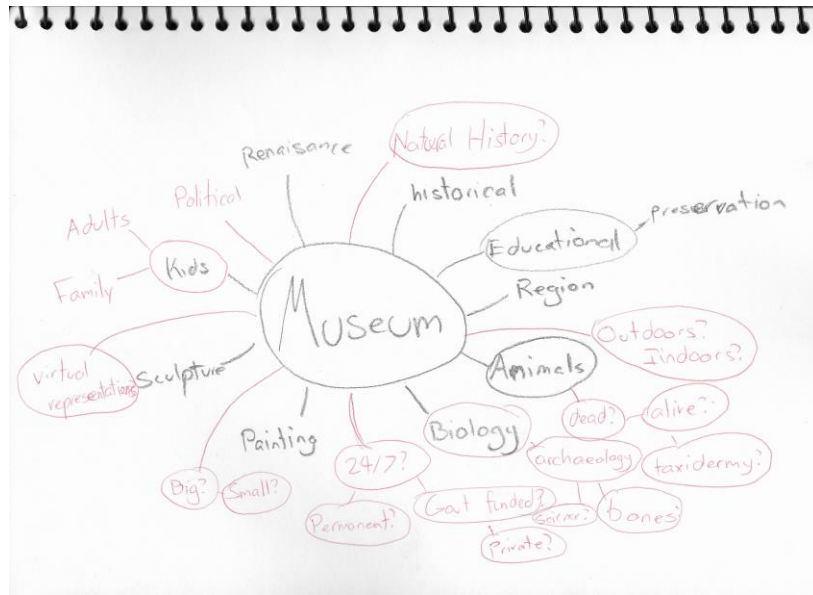 Renaisance
Natural History?
historical
Political
Adults
Kids
Family
Educational
preservation
Region
Museum
Outdoors?
Indoors?
Animals
virtual
representations?
Sculpture
Painting
Biology
dead?
alive?
taxidermy?
archaeology
bones
24/7?
Big?
Small?
Permanent?
Govt funded?
Science?
Private?